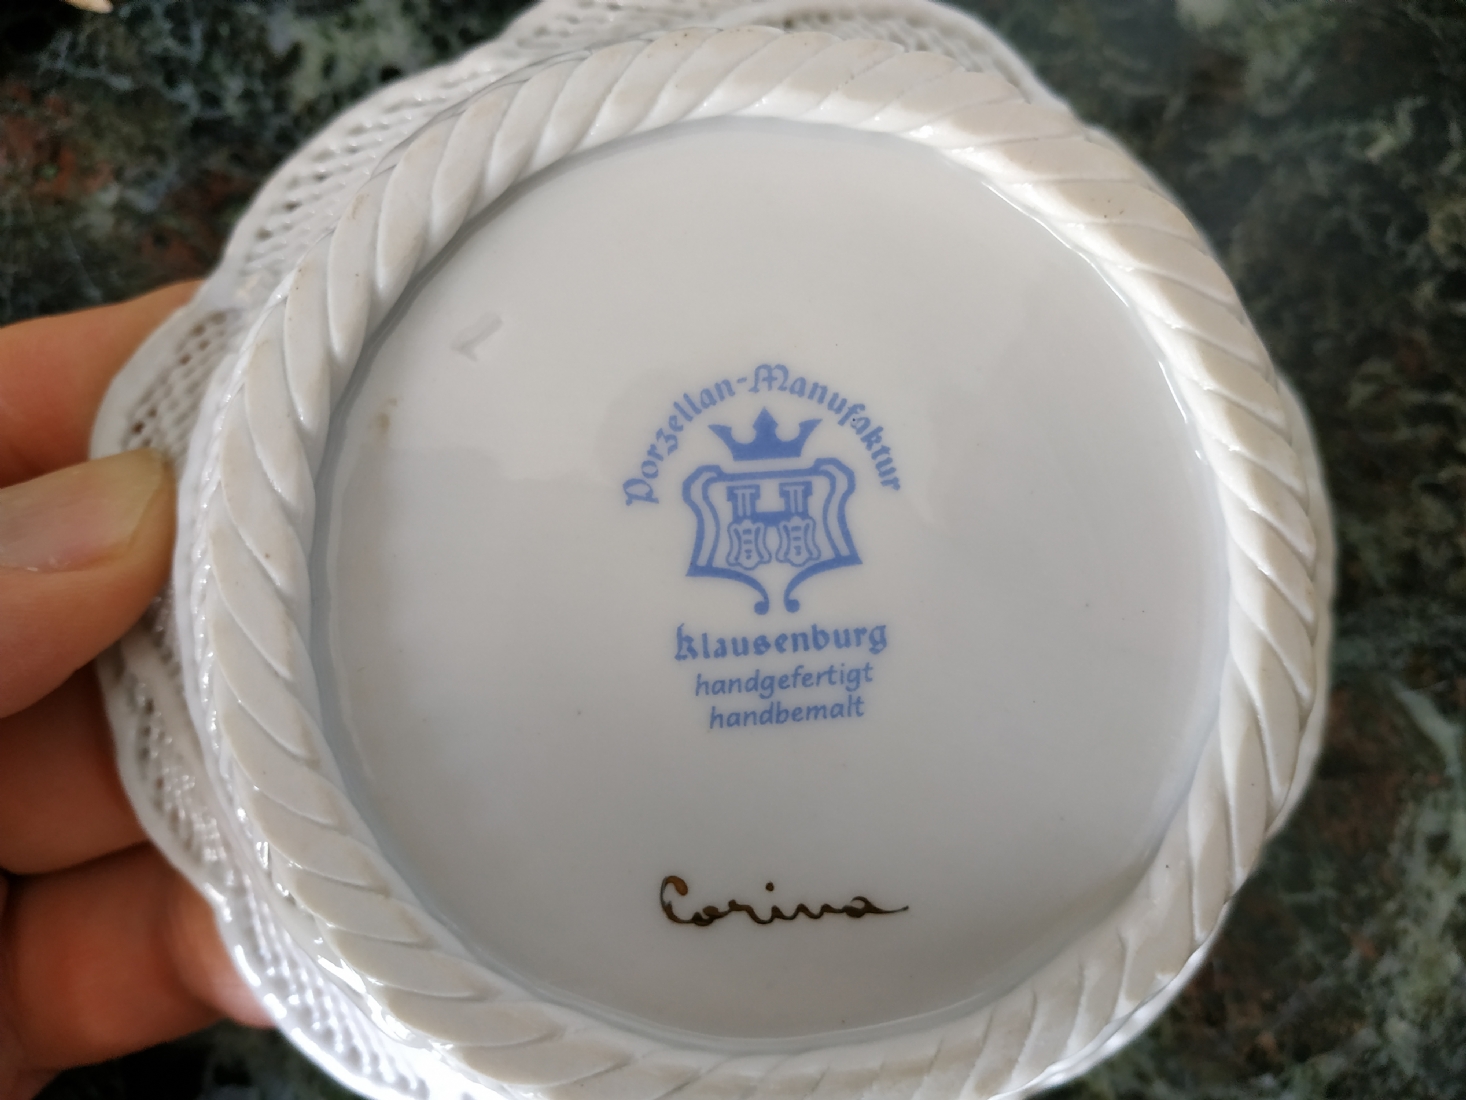 Porzellan-Manufaktur
Klausenburg
handgefertigt
handbemalt
Corina